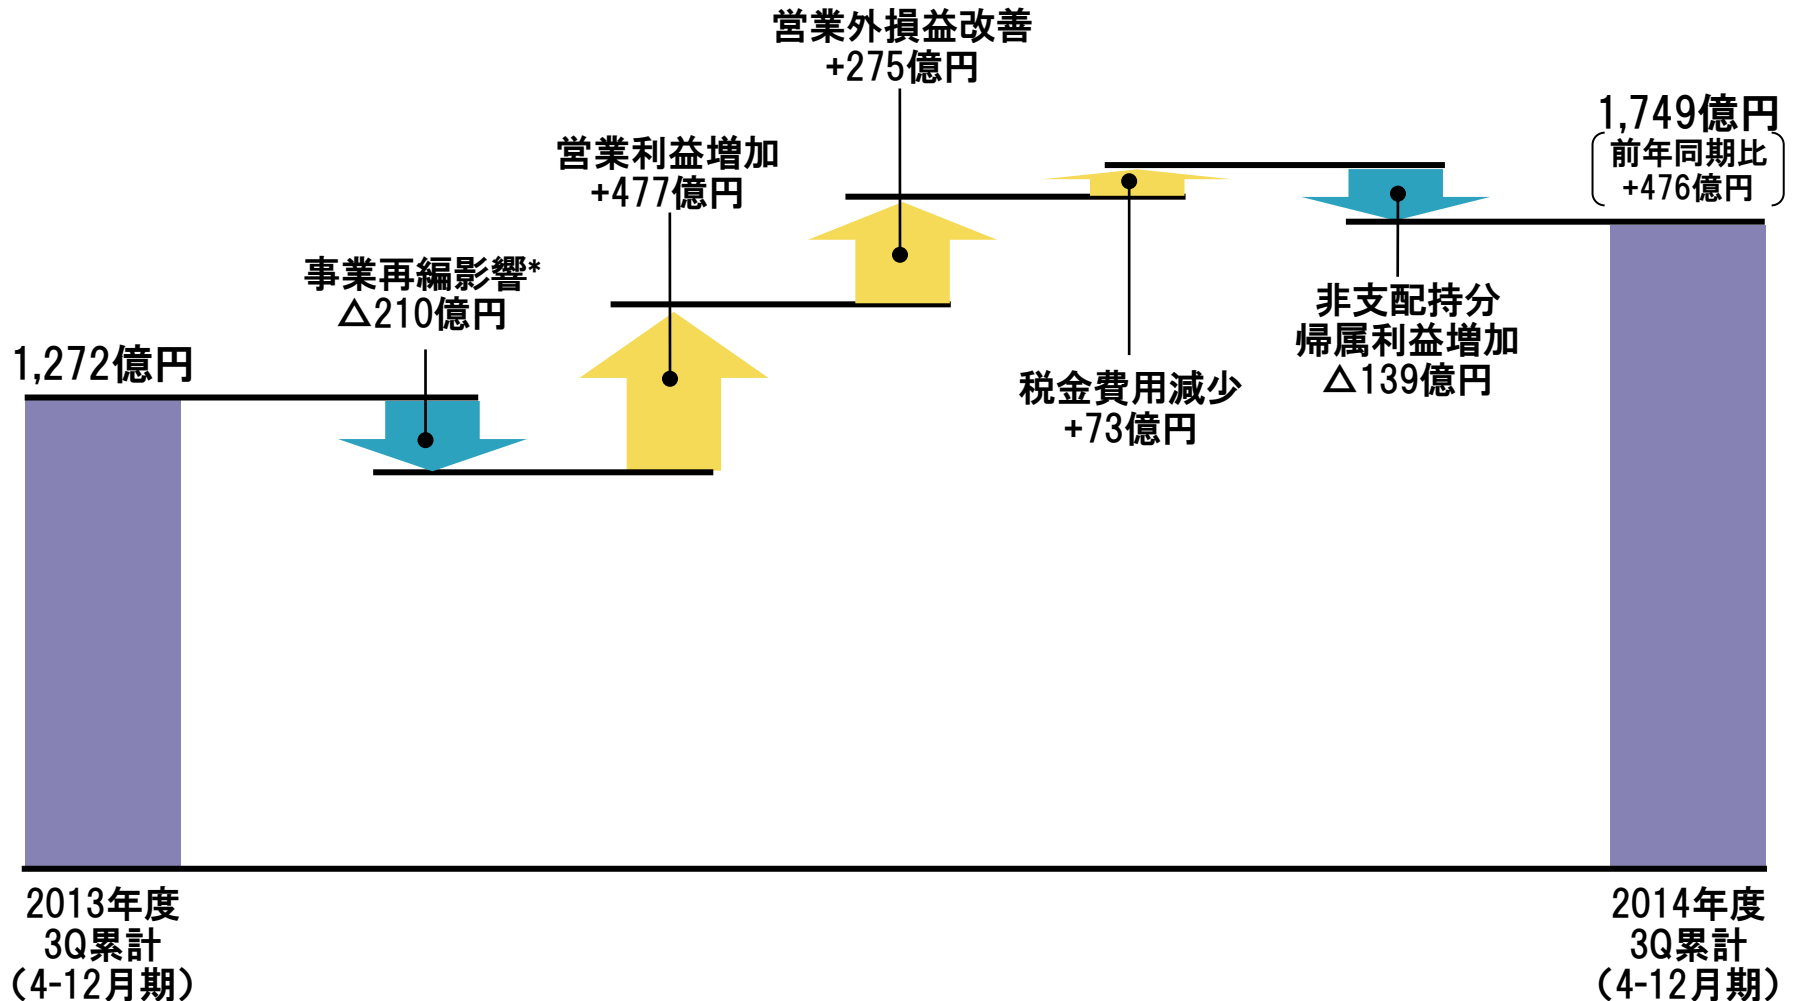 1,272億円
事業再編影響*
△210億円
営業利益増加
+477億円
営業外損益改善
+275億円
税金費用減少
+73億円
非支配持分
帰属利益増加
△139億円
1,749億円
前年同期比
+476億円
2013年度
3Q累計
(4-12月期)
2014年度
3Q累計
(4-12月期)